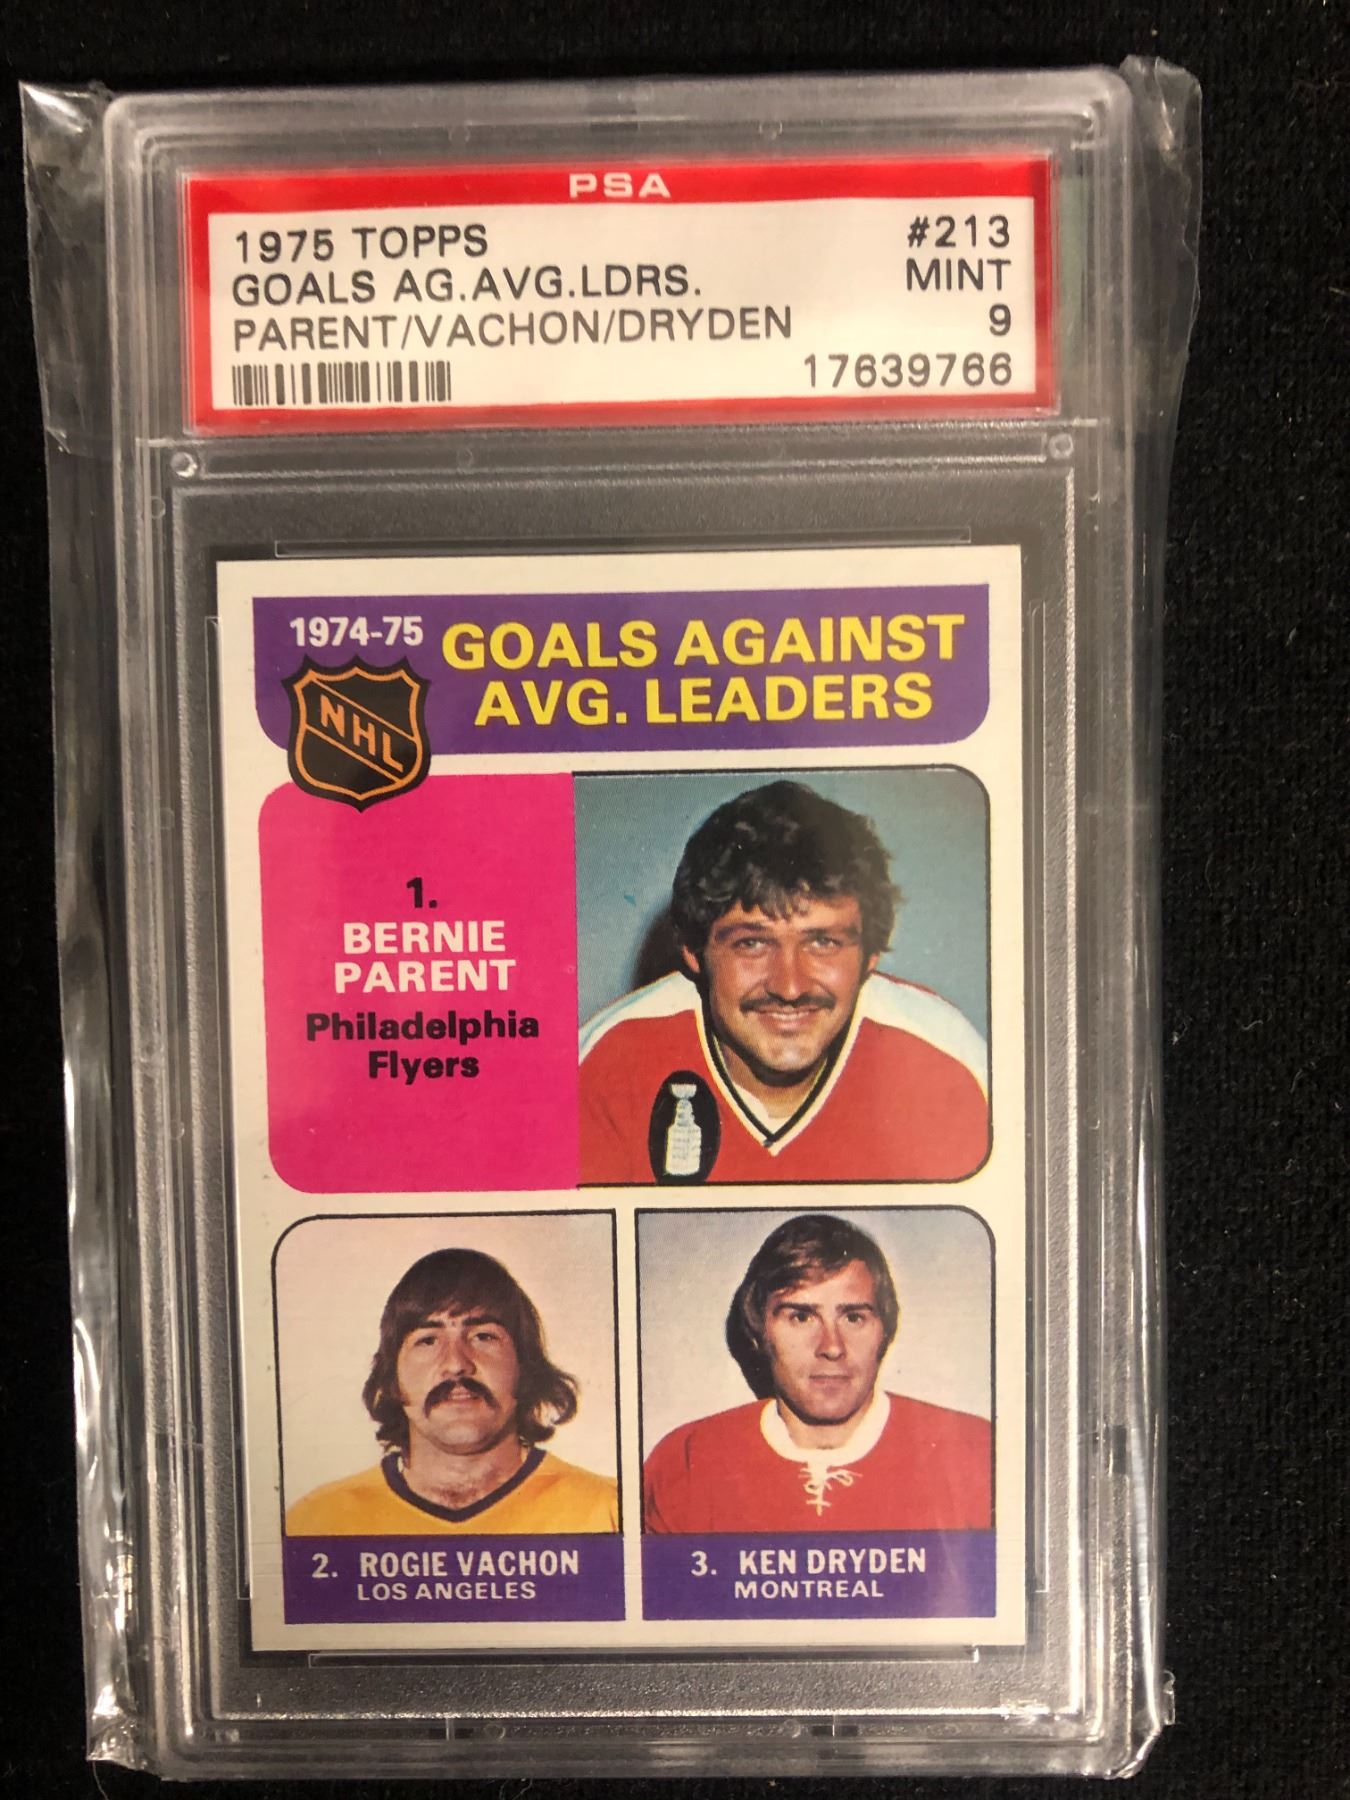 PSA
1975 TOPPS #213
GOALS AG.AVG.LDRS. MINT
PARENT/VACHON/DRYDEN 9
17639766
1974-75
GOALS AGAINST
AVG. LEADERS
NHL
1.
BERNIE
PARENT
Philadelphia
Flyers
2. ROGIE VACHON
LOS ANGELES
3. KEN DRYDEN
MONTREAL